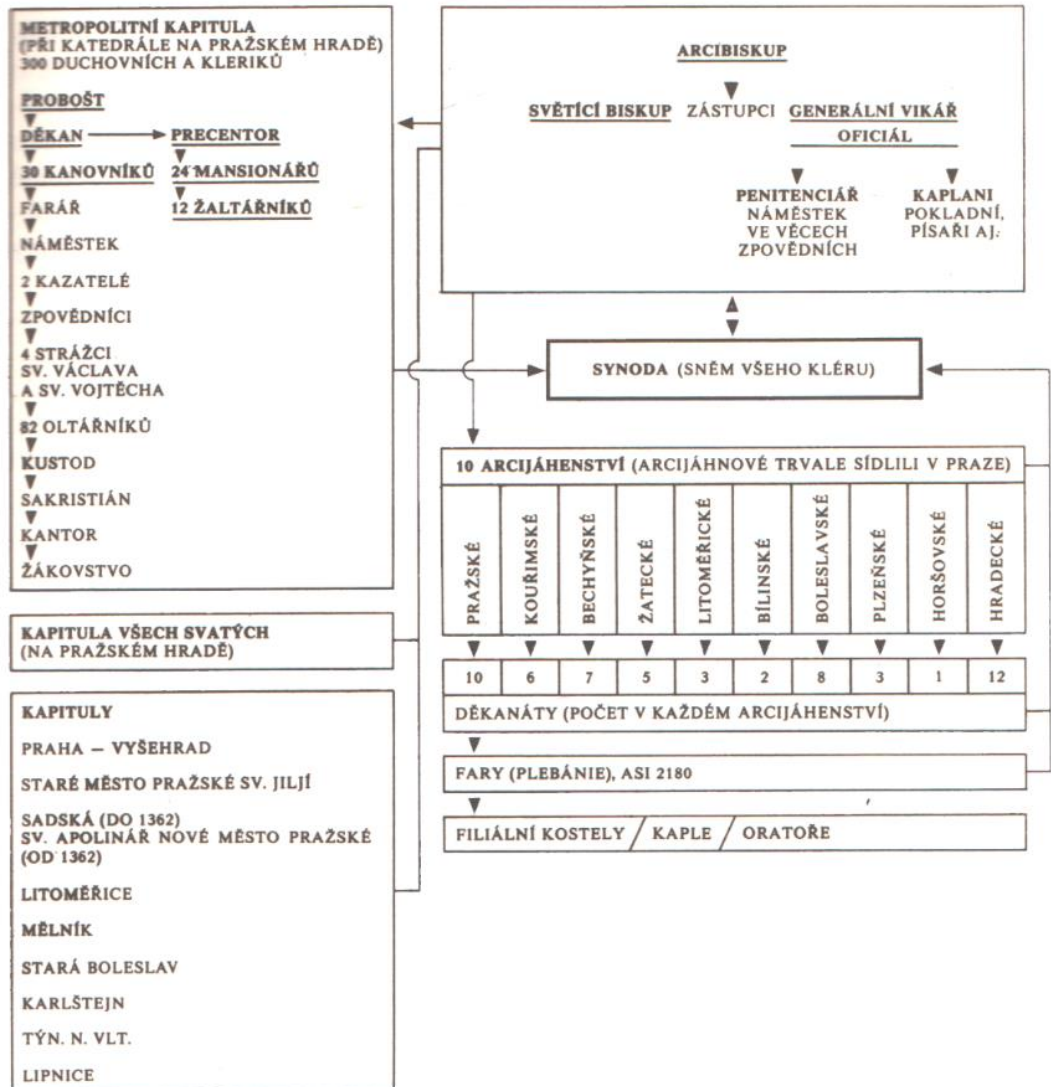 METROPOLITNÍ KAPITULA
(PŘI KATEDRÁLE NA PRAŽSKÉM HRADĚ)
300 DUCHOVNÍCH A KLERIKŮ
PROBOŠT
DĚKAN
PRECENTOR
30 KANOVNÍKŮ
24 MANSIONÁŘŮ
FARÁŘ
12 ŽALTÁŘNÍKŮ
NÁMĚSTEK
2 KAZATELÉ
ZPOVĚDNÍCI
4 STRÁŽCI
SV. VÁCLAVA
A SV. VOJTĚCHA
82 OLTÁŘNÍKŮ
KUSTOD
SAKRISTIÁN
KANTOR
ŽÁKOVSTVO
KAPITULA VŠECH SVATÝCH
(NA PRAŽSKÉM HRADĚ)
KAPITULY
PRAHA – VYŠEHRAD
STARÉ MĚSTO PRAŽSKÉ SV. JILJÍ
SADSKÁ (DO 1362)
SV. APOLINÁŘ NOVÉ MĚSTO PRAŽSKÉ
(OD 1362)
LITOMĚŘICE
MĚLNÍK
STARÁ BOLESLAV
KARLŠTEJN
TÝN. N. VLT.
LIPNICE
ARCIBISKUP
SVĚTÍCÍ BISKUP ZÁSTUPCI GENERÁLNÍ VIKÁŘ
OFICIÁL
PENITENCIÁŘ
NÁMĚSTEK
VE VĚCECH
ZPOVĚDNÍCH
KAPLANI
POKLADNÍ,
PÍSAŘI AJ.
SYNODA (SNĚM VŠEHO KLÉRU)
10 ARCIJÁHENSTVÍ (ARCIJÁHNOVÉ TRVALE SÍDLILI V PRAZE)
PRAŽSKÉ
KOUŘIMSKÉ
BECHYŇSKÉ
ŽATECKÉ
LITOMĚŘICKÉ
BÍLINSKÉ
BOLESLAVSKÉ
PLZEŇSKÉ
HORŠOVSKÉ
HRADECKÉ
10 6 7 5 3 2 8 3 1 12
DĚKANÁTY (POČET V KAŽDÉM ARCIJÁHENSTVÍ)
FARY (PLEBÁNIE), ASI 2180
FILIÁLNÍ KOSTELY / KAPLE / ORATOŘE